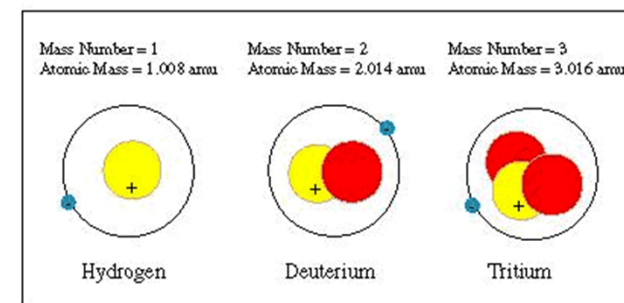 Mass Number = 1
Atomic Mass = 1.008 amu
Mass Number = 2
Atomic Mass = 2.014 amu
Mass Number = 3
Atomic Mass = 3.016 amu
+
-
+
-
+
-
Hydrogen
Deuterium
Tritium